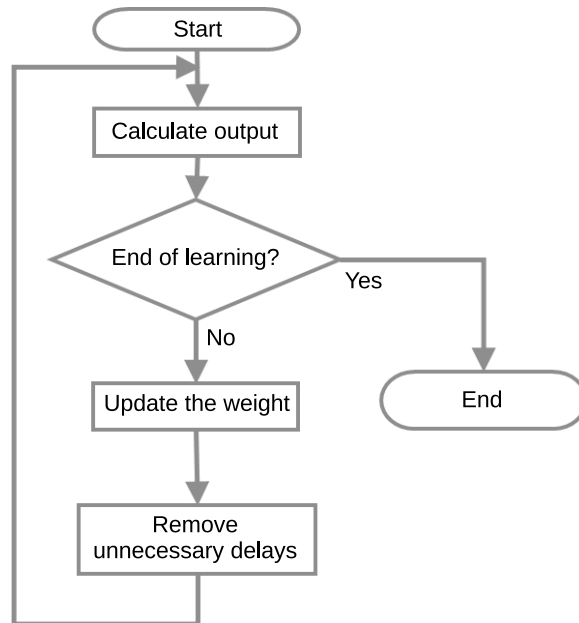 Start
Calculate output
End of learning?
Yes
No
Update the weight
End
Remove
unnecessary delays